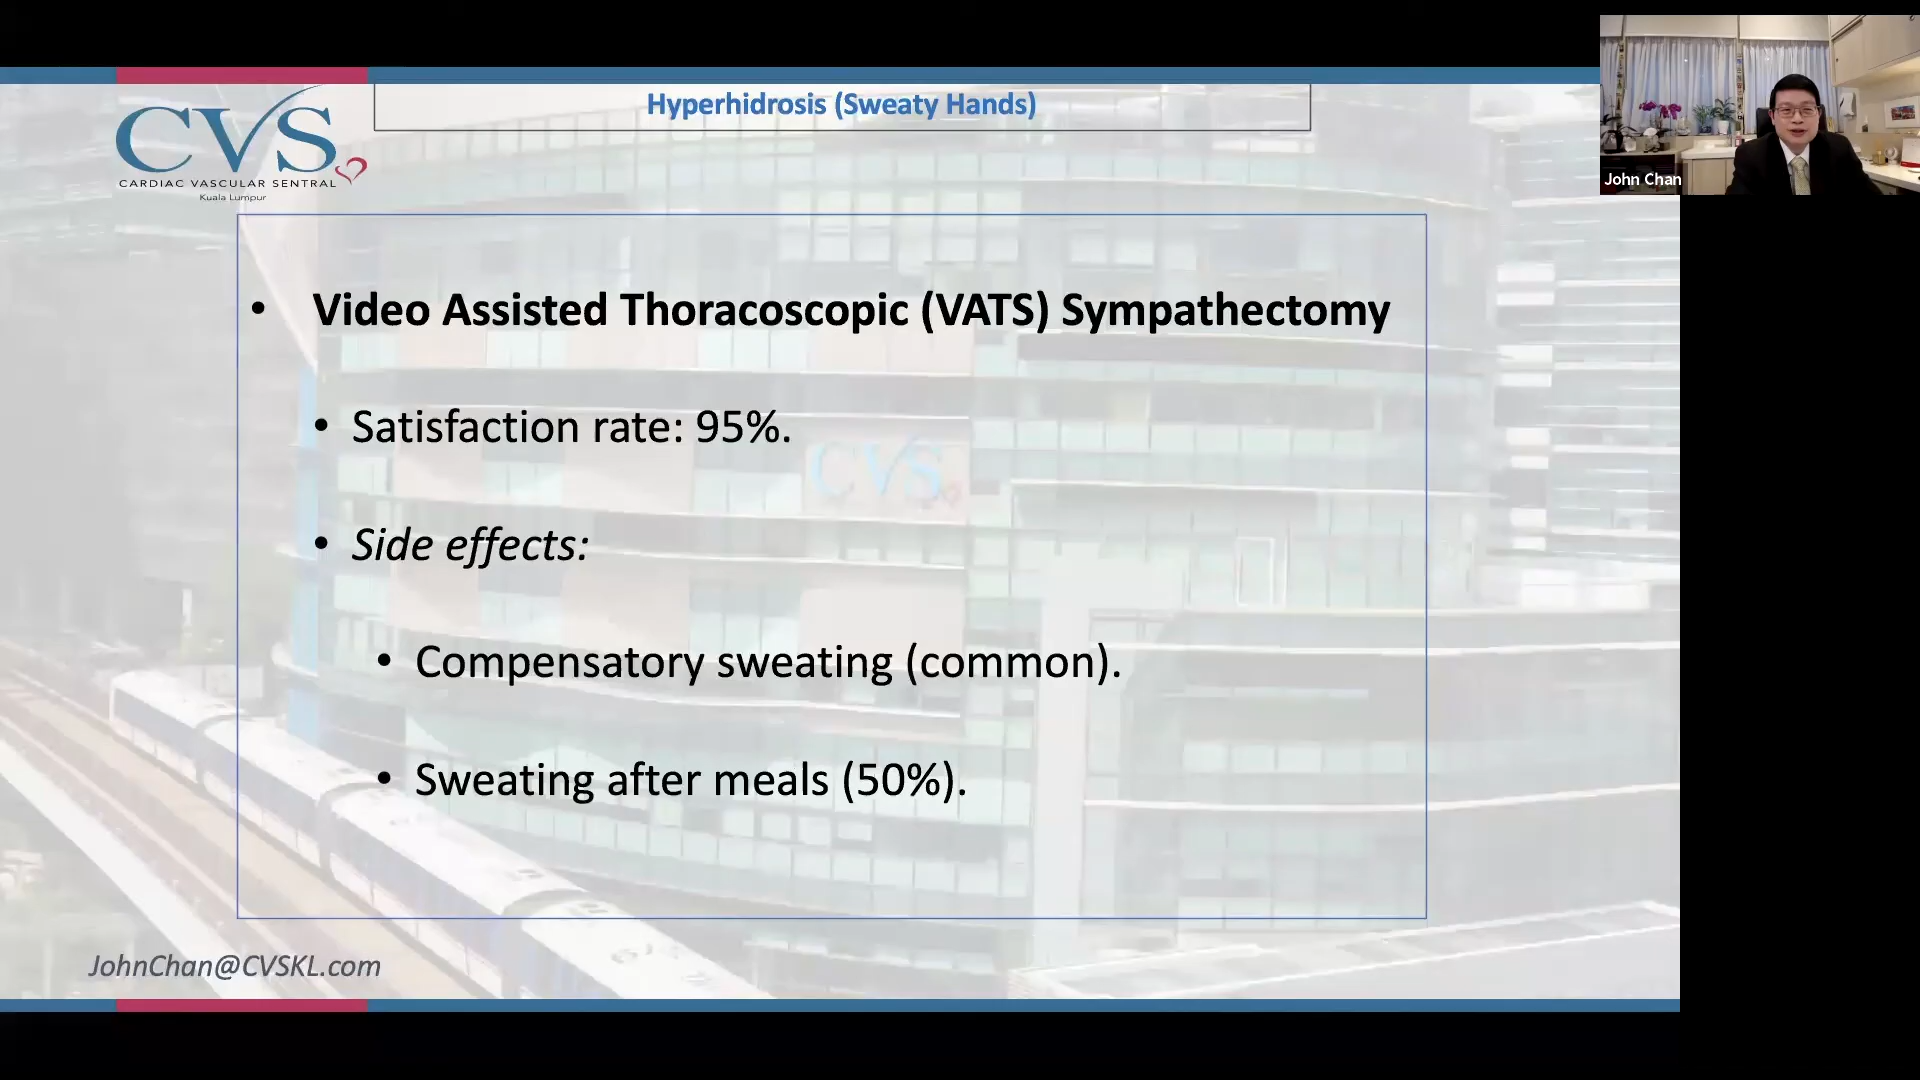 Hyperhidrosis (Sweaty Hands)
CVS
CARDIAC VASCULAR SENTRAL
Kuala Lumpur
John Chan
• Video Assisted Thoracoscopic (VATS) Sympathectomy
• Satisfaction rate: 95%.
CVS
• Side effects:
• Compensatory sweating (common).
• Sweating after meals (50%).
JohnChan@CVSKL.com